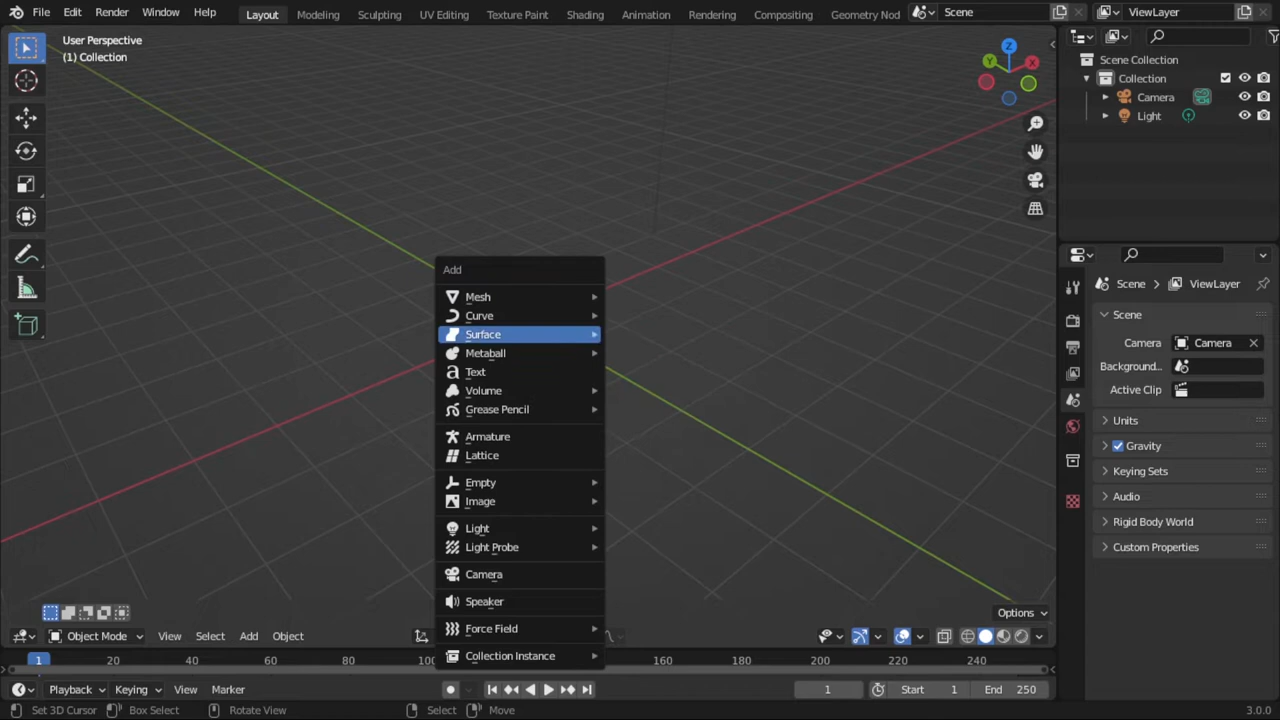 File Edit Render Window Help Layout Modeling Sculpting UV Editing Texture Paint Shading Animation Rendering Compositing Geometry Nod Scene ViewLayer
User Perspective
(1) Collection
Z
Y
X
Scene Collection
Collection
Camera
Light
Add
Mesh
Curve
Surface
Metaball
Text
Volume
Grease Pencil
Armature
Lattice
Empty
Image
Light
Light Probe
Camera
Speaker
Force Field
Collection Instance
Scene ViewLayer
Scene
Camera Camera
Background...
Active Clip
Units
Gravity
Keying Sets
Audio
Rigid Body World
Custom Properties
Options
Object Mode View Select Add Object
1 20 40 60 80 100 160 180 200 220 240
Playback Keying View Marker 1 Start 1 End 250
Set 3D Cursor Box Select Rotate View Select Move 3.0.0